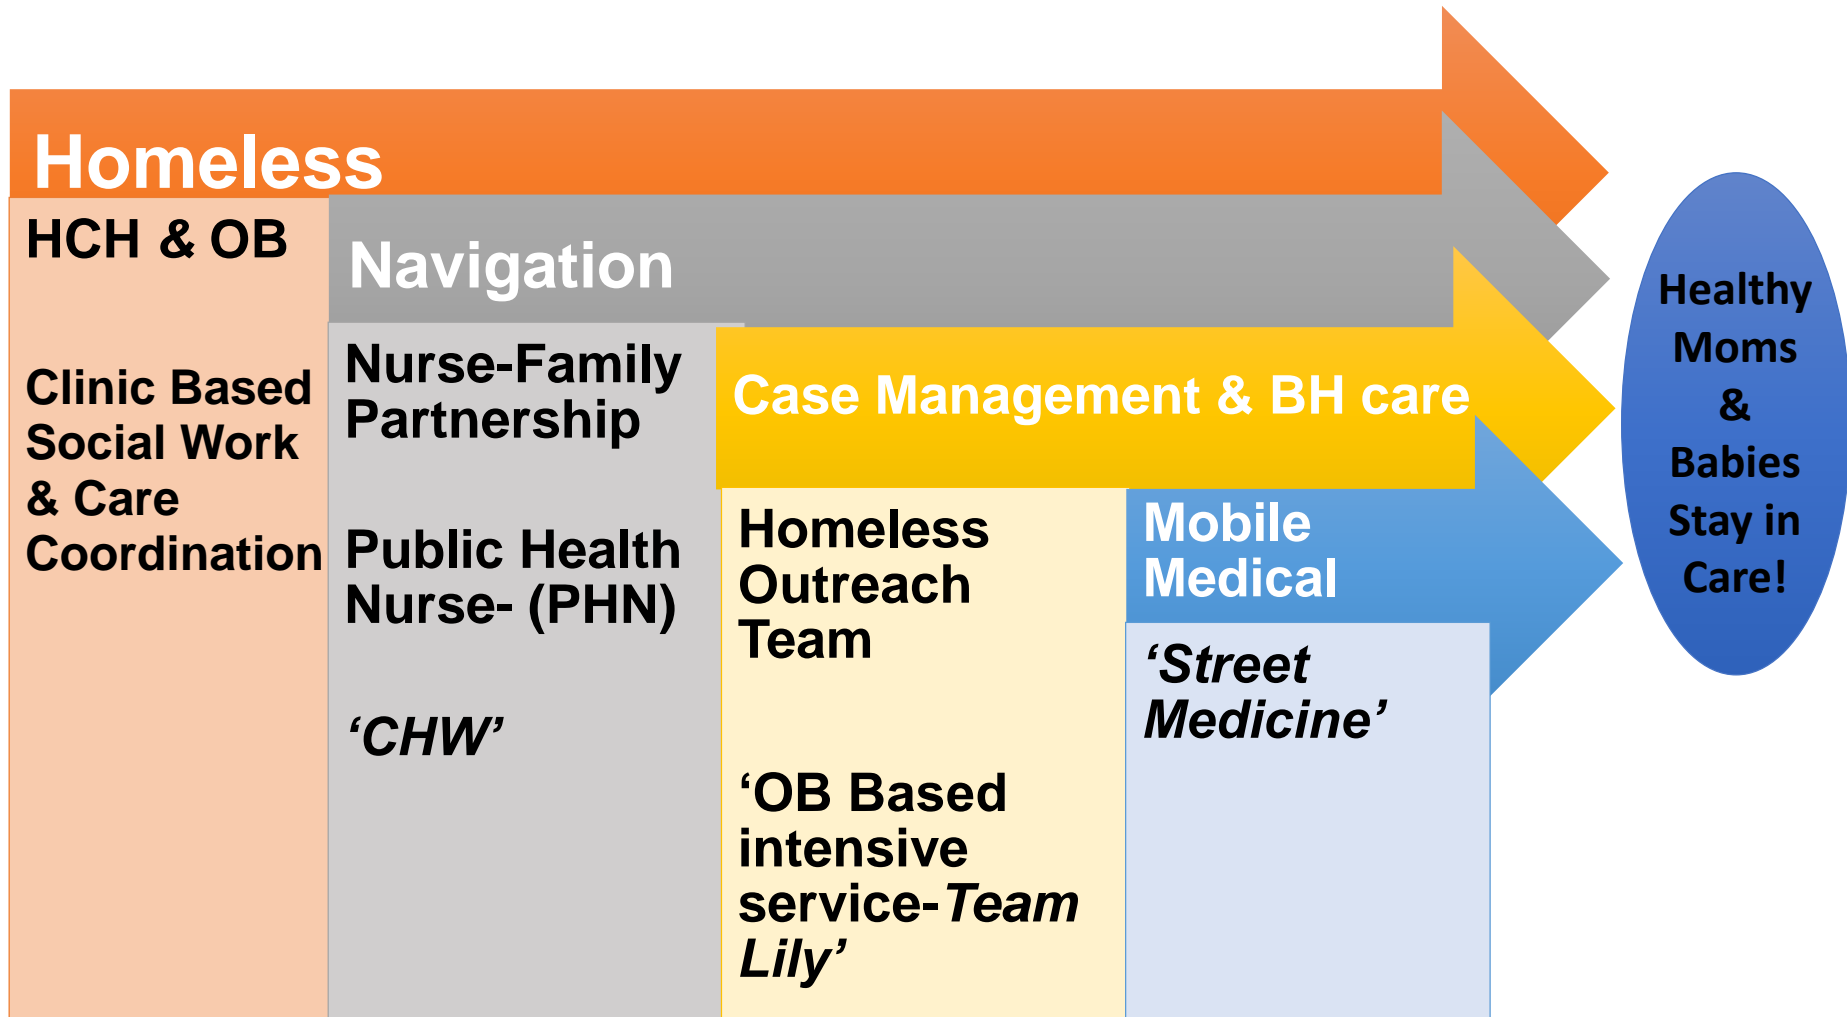 Homeless
HCH & OB
Clinic Based
Social Work
& Care
Coordination
Navigation
Nurse-Family
Partnership
Public Health
Nurse- (PHN)
‘CHW’
Case Management & BH care
Homeless
Outreach
Team
‘OB Based
intensive
service-Team
Lily’
Mobile
Medical
‘Street
Medicine’
Healthy
Moms
&
Babies
Stay in
Care!